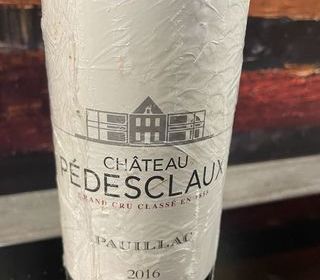 CHÂTEAU
PÉDESCLAUX
GRAND CRU CLASSÉ EN 1855
PAUILLAC
2016